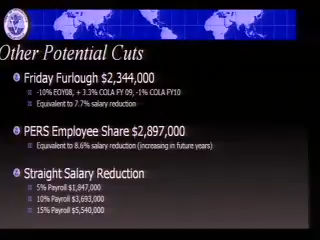 Other Potential Cuts
Friday Furlough $2,344,000
-10% EOY08, + 3.3% COLA FY 09, -1% COLA FY10
Equivalent to 7.7% salary reduction
PERS Employee Share $2,897,000
Equivalent to 8.6% salary reduction (increasing in future years)
Straight Salary Reduction
5% Payroll $1,847,000
10% Payroll $3,693,000
15% Payroll $5,540,000